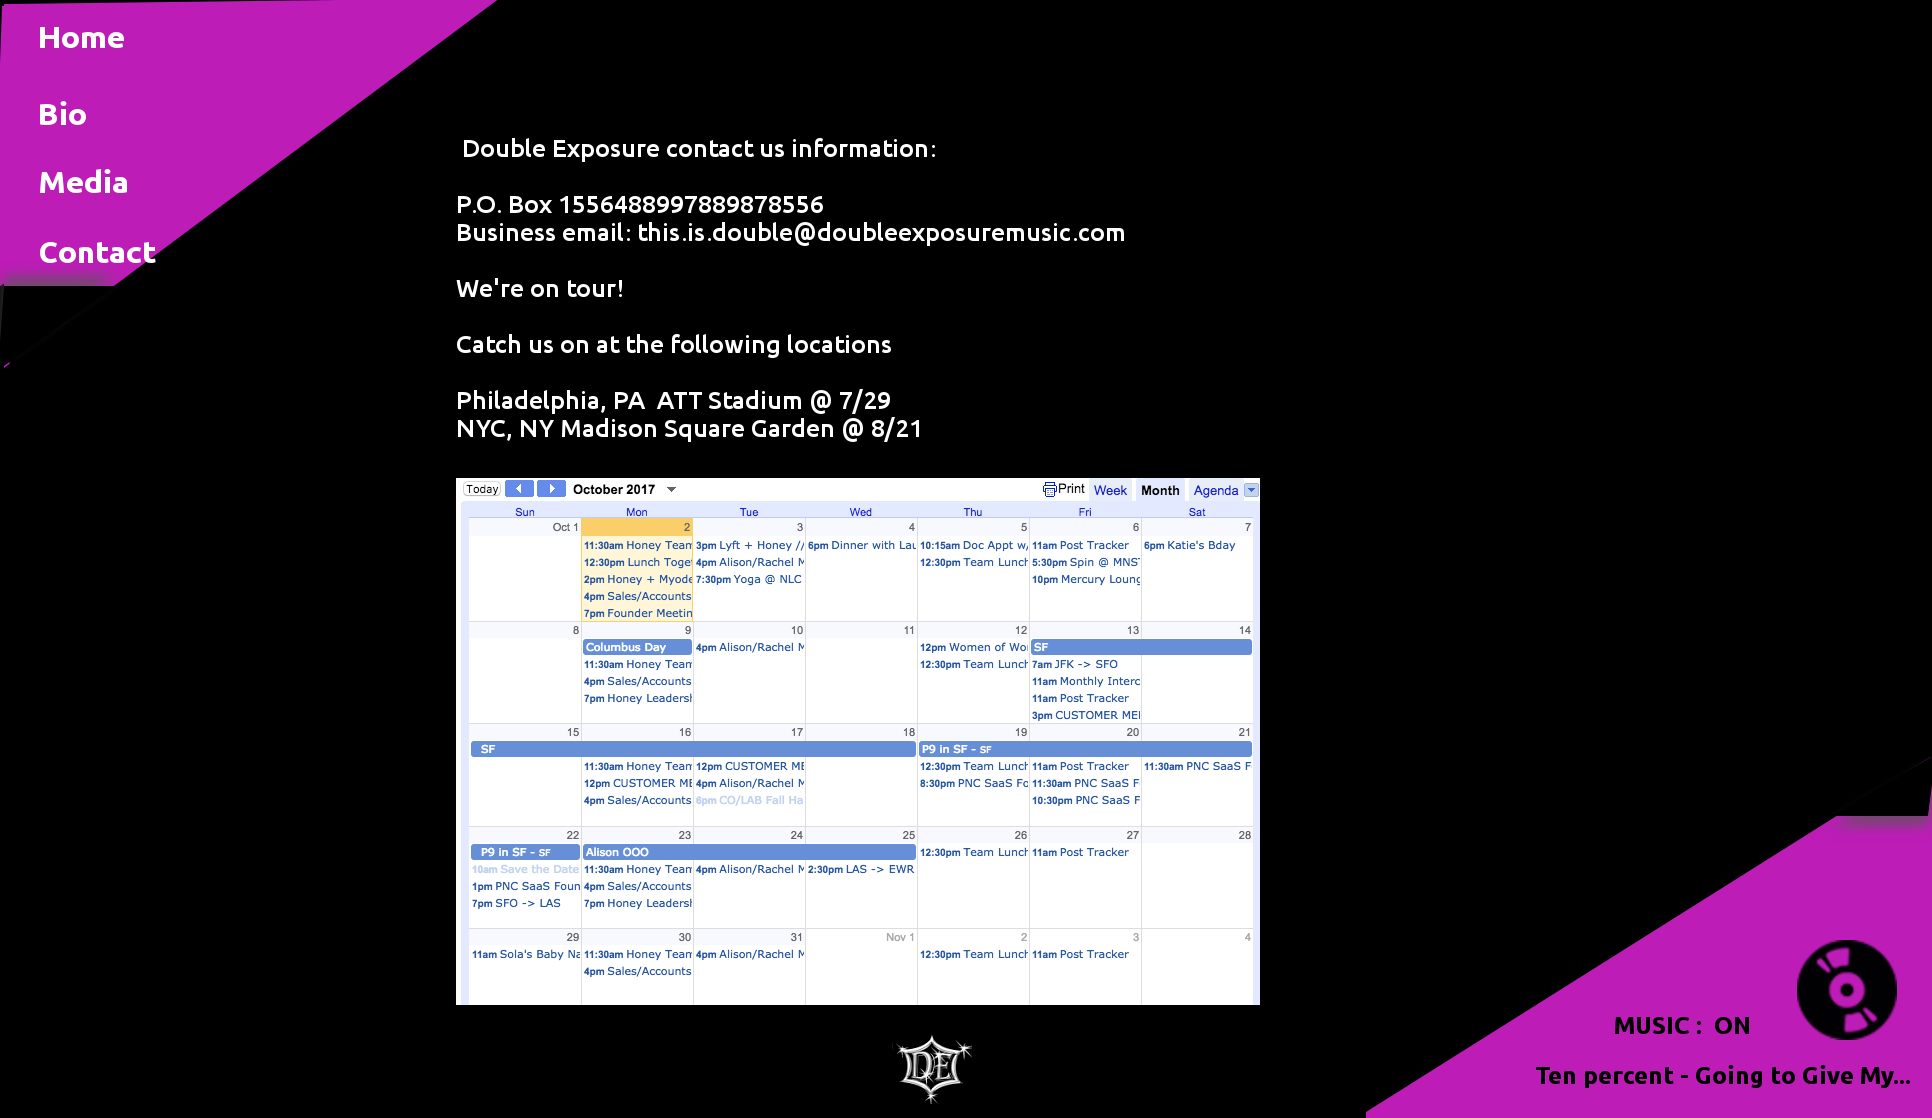 Home
Bio
Media
Contact
Double Exposure contact us information:
P.O. Box 1556488997889878556
Business email: this.is.double@doubleexposuremusic.com
We're on tour!
Catch us on at the following locations
Philadelphia, PA  ATT Stadium @ 7/29
NYC, NY Madison Square Garden @ 8/21
Today October 2017 Print Week Month Agenda
Sun Mon Tue Wed Thu Fri Sat
Oct 1 2 3 4 5 6 7
11:30am Honey Team 3pm Lyft + Honey // 6pm Dinner with Lau 10:15am Doc Appt w/ 11am Post Tracker 6pm Katie's Bday
12:30pm Lunch Toge 4pm Alison/Rachel M 12:30pm Team Lunch 5:30pm Spin @ MNS
2pm Honey + Myode 7:30pm Yoga @ NLC 10pm Mercury Loung
4pm Sales/Accounts
7pm Founder Meetin
8 9 10 11 12 13 14
Columbus Day 4pm Alison/Rachel M 12pm Women of Wo SF
11:30am Honey Team 12:30pm Team Lunch 7am JFK -> SFO
4pm Sales/Accounts 11am Monthly Interc
7pm Honey Leadersh 11am Post Tracker
3pm CUSTOMER MEI
15 16 17 18 19 20 21
SF P9 in SF - SF
11:30am Honey Team 12pm CUSTOMER ME 12:30pm Team Lunch 11am Post Tracker 11:30am PNC SaaS F
12pm CUSTOMER ME 4pm Alison/Rachel M 8:30pm PNC SaaS Fo 11:30am PNC SaaS F
4pm Sales/Accounts 6pm CO/LAB Fall Ha 10:30pm PNC SaaS F
22 23 24 25 26 27 28
P9 in SF - SF Alison OOO 12:30pm Team Lunch 11am Post Tracker
10am Save the Date 11:30am Honey Team 4pm Alison/Rachel M 2:30pm LAS -> EWR
1pm PNC SaaS Foun 4pm Sales/Accounts
7pm SFO -> LAS 7pm Honey Leadersh
29 30 31 Nov 1 2 3 4
11am Sola's Baby Na 11:30am Honey Team 4pm Alison/Rachel M 12:30pm Team Lunch 11am Post Tracker
4pm Sales/Accounts
DE
MUSIC :  ON
Ten percent - Going to Give My...